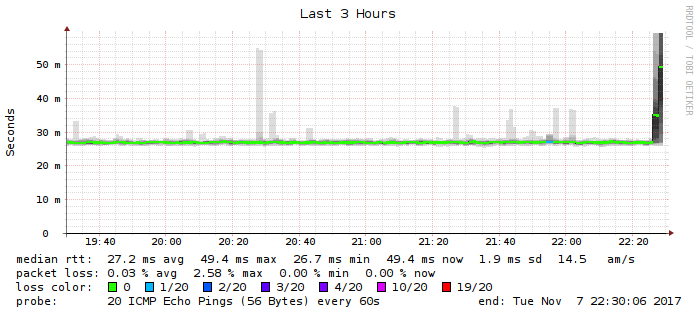 Last 3 Hours
RRDTOOL / TOBI OETIKER
Seconds
50 m
40 m
30 m
20 m
10 m
0
19:40 20:00 20:20 20:40 21:00 21:20 21:40 22:00 22:20
median rtt: 27.2 ms avg 49.4 ms max 26.7 ms min 49.4 ms now 1.9 ms sd 14.5 am/s
packet loss: 0.03 % avg 2.58 % max 0.00 % min 0.00 % now
loss color: 0 1/20 2/20 3/20 4/20 10/20 19/20
probe: 20 ICMP Echo Pings (56 Bytes) every 60s end: Tue Nov 7 22:30:06 2017